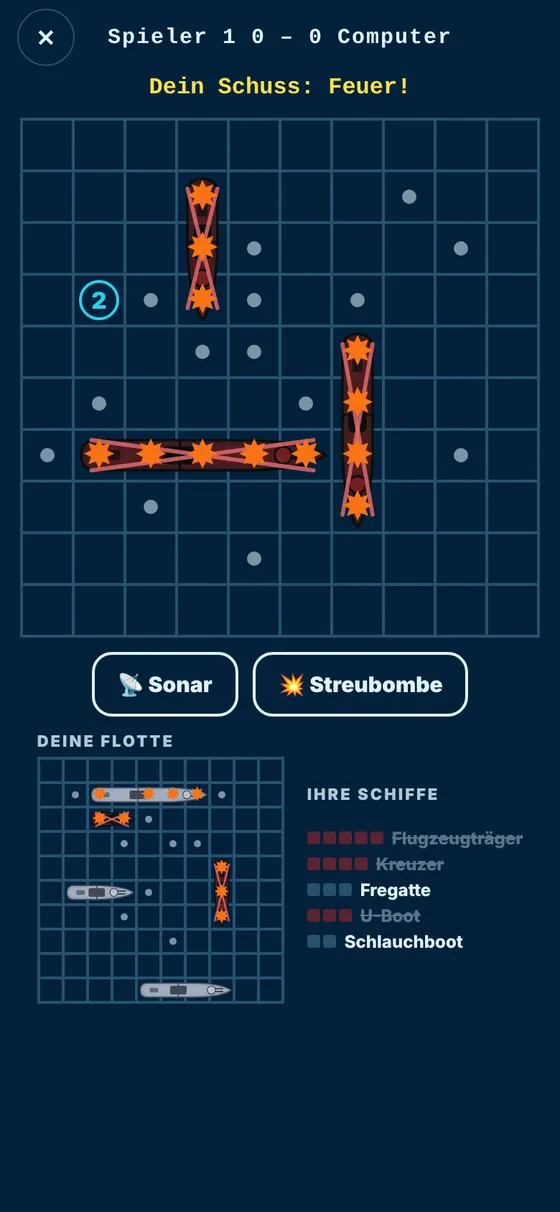 ×
Spieler 1 0 – 0 Computer
Dein Schuss: Feuer!
2
Sonar
Streubombe
DEINE FLOTTE
IHRE SCHIFFE
Flugzeugträger
Kreuzer
Fregatte
U-Boot
Schlauchboot